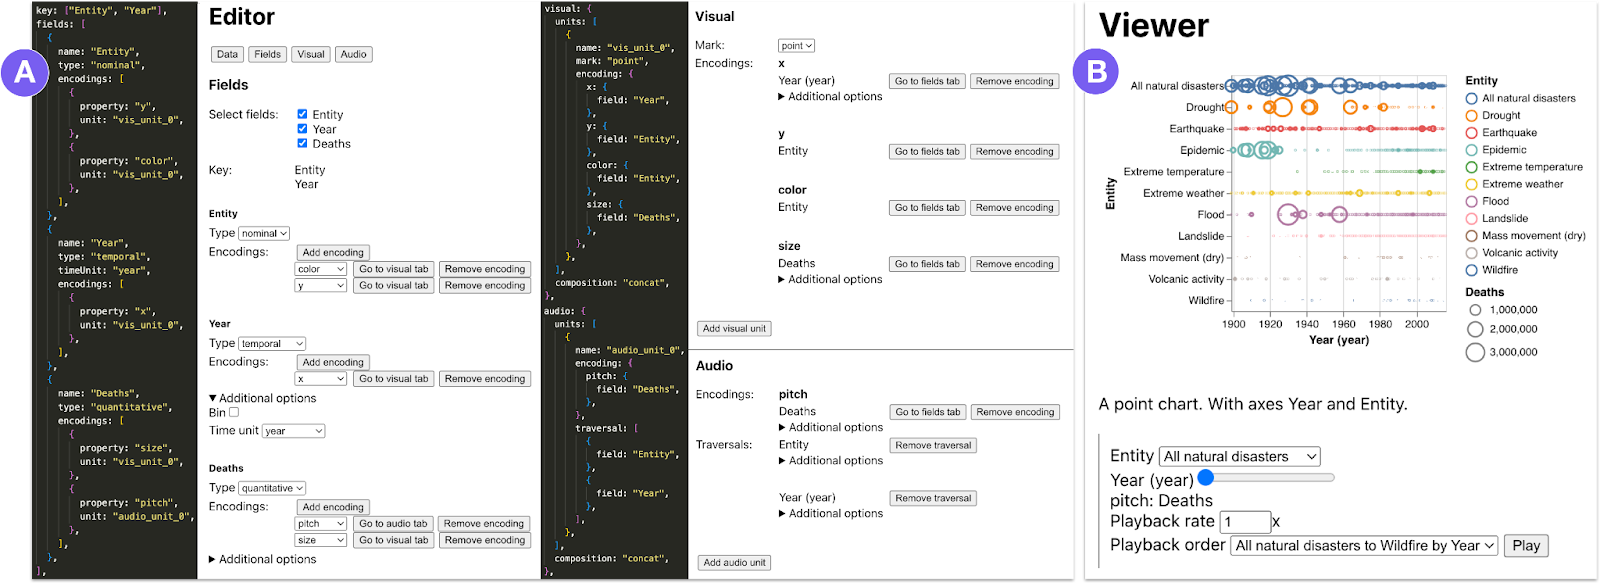 A
key: ["Entity", "Year"],
fields: [
{
name: "Entity",
type: "nominal",
encodings: [
{
property: "y",
unit: "vis_unit_0",
},
{
property: "color",
unit: "vis_unit_0",
},
],
},
{
name: "Year",
type: "temporal",
timeUnit: "year",
encodings: [
{
property: "x",
unit: "vis_unit_0",
},
],
},
{
name: "Deaths",
type: "quantitative",
encodings: [
{
property: "size",
unit: "vis_unit_0",
},
{
property: "pitch",
unit: "audio_unit_0",
},
],
},
],
Editor
Data Fields Visual Audio
Fields
Select fields: Entity
Year
Deaths
Key: Entity
Year
Entity
Type nominal
Encodings: Add encoding
color Go to visual tab Remove encoding
y Go to visual tab Remove encoding
Year
Type temporal
Encodings: Add encoding
x Go to visual tab Remove encoding
▼ Additional options
Bin
Time unit year
Deaths
Type quantitative
Encodings: Add encoding
pitch Go to audio tab Remove encoding
size Go to visual tab Remove encoding
▶ Additional options
visual: {
units: [
{
name: "vis_unit_0",
mark: "point",
encoding: {
x: {
field: "Year",
},
y: {
field: "Entity",
},
color: {
field: "Entity",
},
size: {
field: "Deaths",
},
},
},
],
composition: "concat",
},
audio: {
units: [
{
name: "audio_unit_0",
encoding: {
pitch: {
field: "Deaths",
},
},
traversal: [
{
field: "Entity",
},
{
field: "Year",
},
],
},
],
composition: "concat",
},
Visual
Mark: point
Encodings: x
Year (year) Go to fields tab Remove encoding
▶ Additional options
y
Entity Go to fields tab Remove encoding
color
Entity Go to fields tab Remove encoding
size
Deaths Go to fields tab Remove encoding
▶ Additional options
Add visual unit
Audio
Encodings: pitch
Deaths Go to fields tab Remove encoding
▶ Additional options
Traversals: Entity Remove traversal
▶ Additional options
Year (year) Remove traversal
▶ Additional options
Add audio unit
B
Viewer
Entity
All natural disasters
Drought
Earthquake
Epidemic
Extreme temperature
Extreme weather
Flood
Landslide
Mass movement (dry)
Volcanic activity
Wildfire
1900 1920 1940 1960 1980 2000
Year (year)
Entity
All natural disasters
Drought
Earthquake
Epidemic
Extreme temperature
Extreme weather
Flood
Landslide
Mass movement (dry)
Volcanic activity
Wildfire
Deaths
1,000,000
2,000,000
3,000,000
A point chart. With axes Year and Entity.
Entity All natural disasters
Year (year)
pitch: Deaths
Playback rate 1 x
Playback order All natural disasters to Wildfire by Year Play